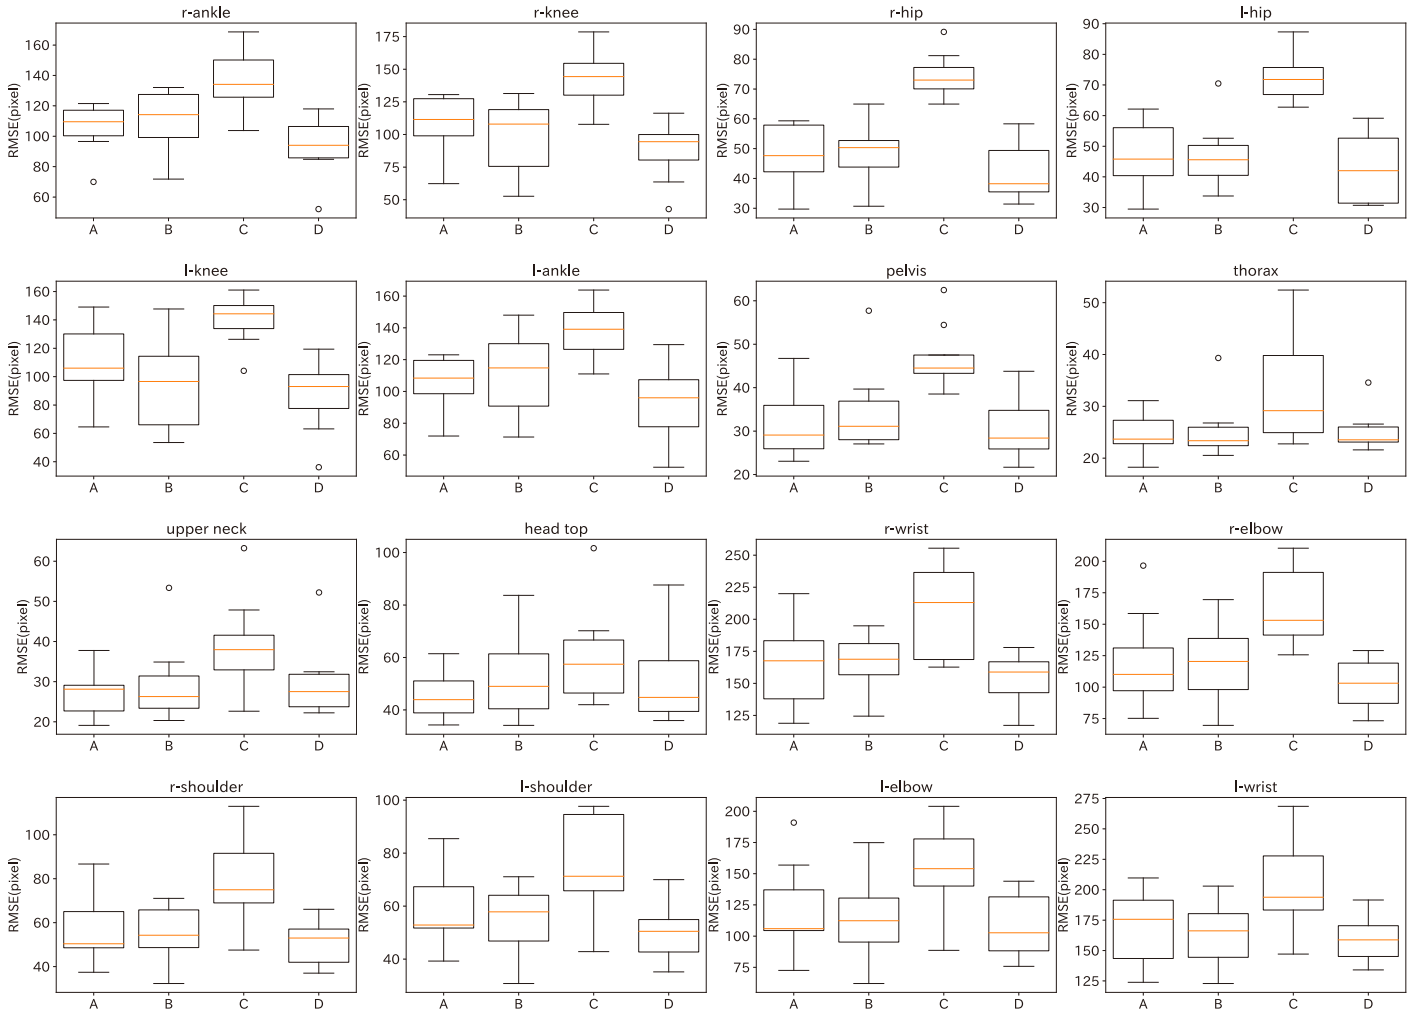 r-ankle r-knee r-hip l-hip
RMSE(pixel) 160 140 120 100 80 60 A B C D
RMSE(pixel) 175 150 125 100 75 50 A B C D
RMSE(pixel) 90 80 70 60 50 40 30 A B C D
RMSE(pixel) 90 80 70 60 50 40 30 A B C D
l-knee l-ankle pelvis thorax
RMSE(pixel) 160 140 120 100 80 60 40 A B C D
RMSE(pixel) 160 140 120 100 80 60 A B C D
RMSE(pixel) 60 50 40 30 20 A B C D
RMSE(pixel) 50 40 30 20 A B C D
upper neck head top r-wrist r-elbow
RMSE(pixel) 60 50 40 30 20 A B C D
RMSE(pixel) 100 80 60 40 A B C D
RMSE(pixel) 250 225 200 175 150 125 A B C D
RMSE(pixel) 200 175 150 125 100 75 A B C D
r-shoulder l-shoulder l-elbow l-wrist
RMSE(pixel) 100 80 60 40 A B C D
RMSE(pixel) 100 80 60 40 A B C D
RMSE(pixel) 200 175 150 125 100 75 A B C D
RMSE(pixel) 275 250 225 200 175 150 125 A B C D